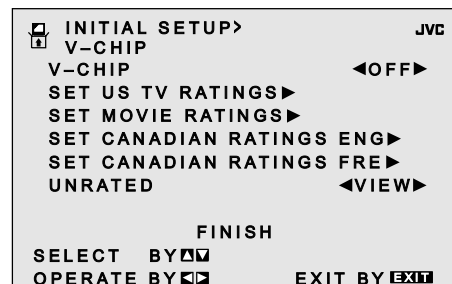 INITIAL SETUP> JVC
V–CHIP
V–CHIP ◀OFF▶
SET US TV RATINGS▶
SET MOVIE RATINGS▶
SET CANADIAN RATINGS ENG▶
SET CANADIAN RATINGS FRE▶
UNRATED ◀VIEW▶
FINISH
SELECT BY▲▼
OPERATE BY◀▶ EXIT BY EXIT